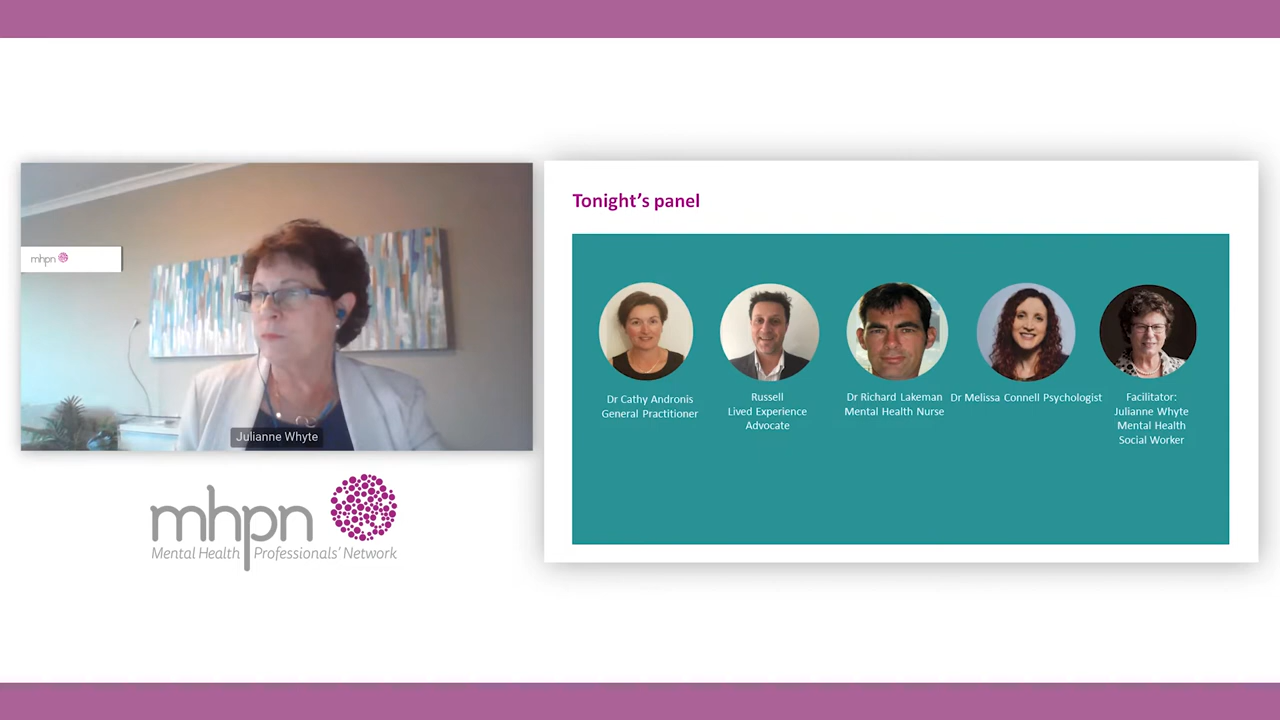 mhpn
Julianne Whyte
mhpn
Mental Health Professionals' Network
Tonight's panel
Dr Cathy Andronis
General Practitioner
Russell
Lived Experience
Advocate
Dr Richard Lakeman
Mental Health Nurse
Dr Melissa Connell Psychologist
Facilitator:
Julianne Whyte
Mental Health
Social Worker